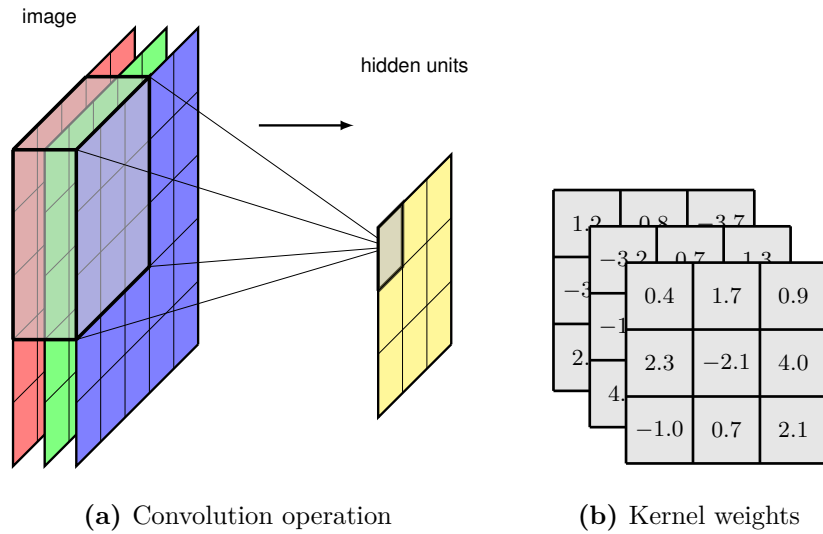 image
hidden units
1.2 0.8 −3.7
−3.2 0.7 1.3
0.4 1.7 0.9
2.3 −2.1 4.0
−1.0 0.7 2.1
(a) Convolution operation
(b) Kernel weights